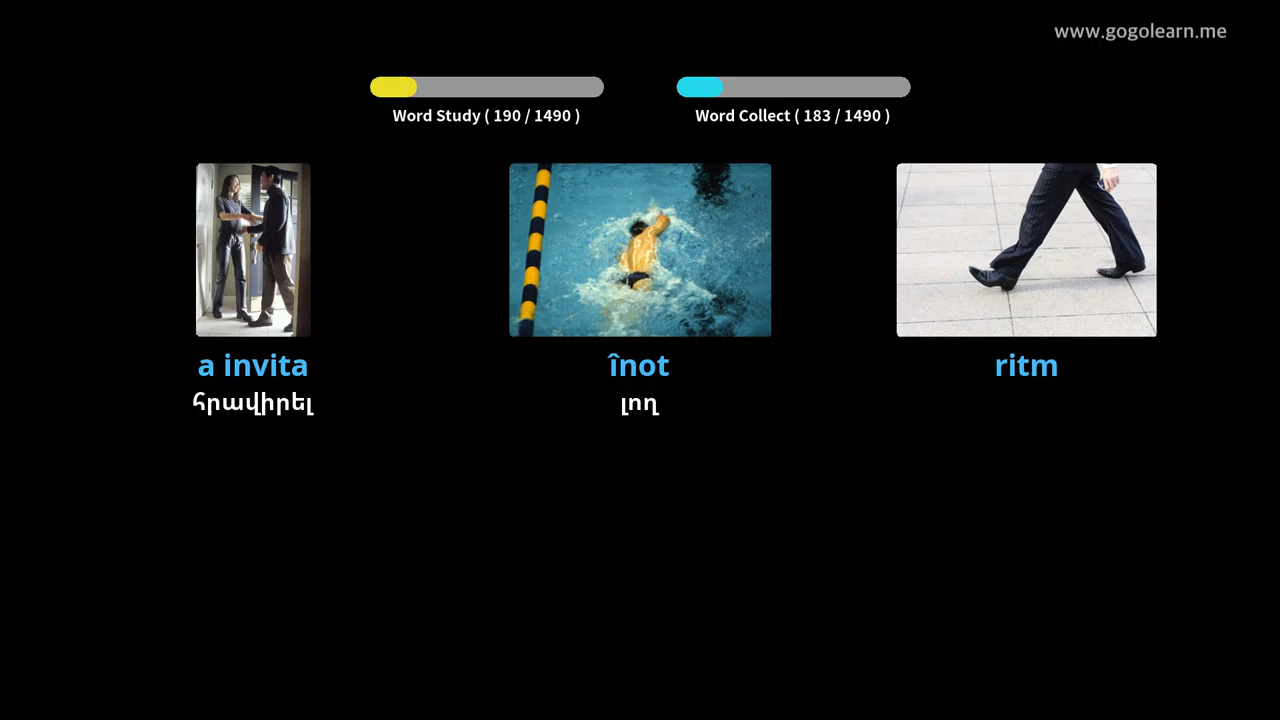 www.gogolearn.me
Word Study ( 190 / 1490 )
Word Collect ( 183 / 1490 )
a invita
հրավիրել
înot
լող
ritm